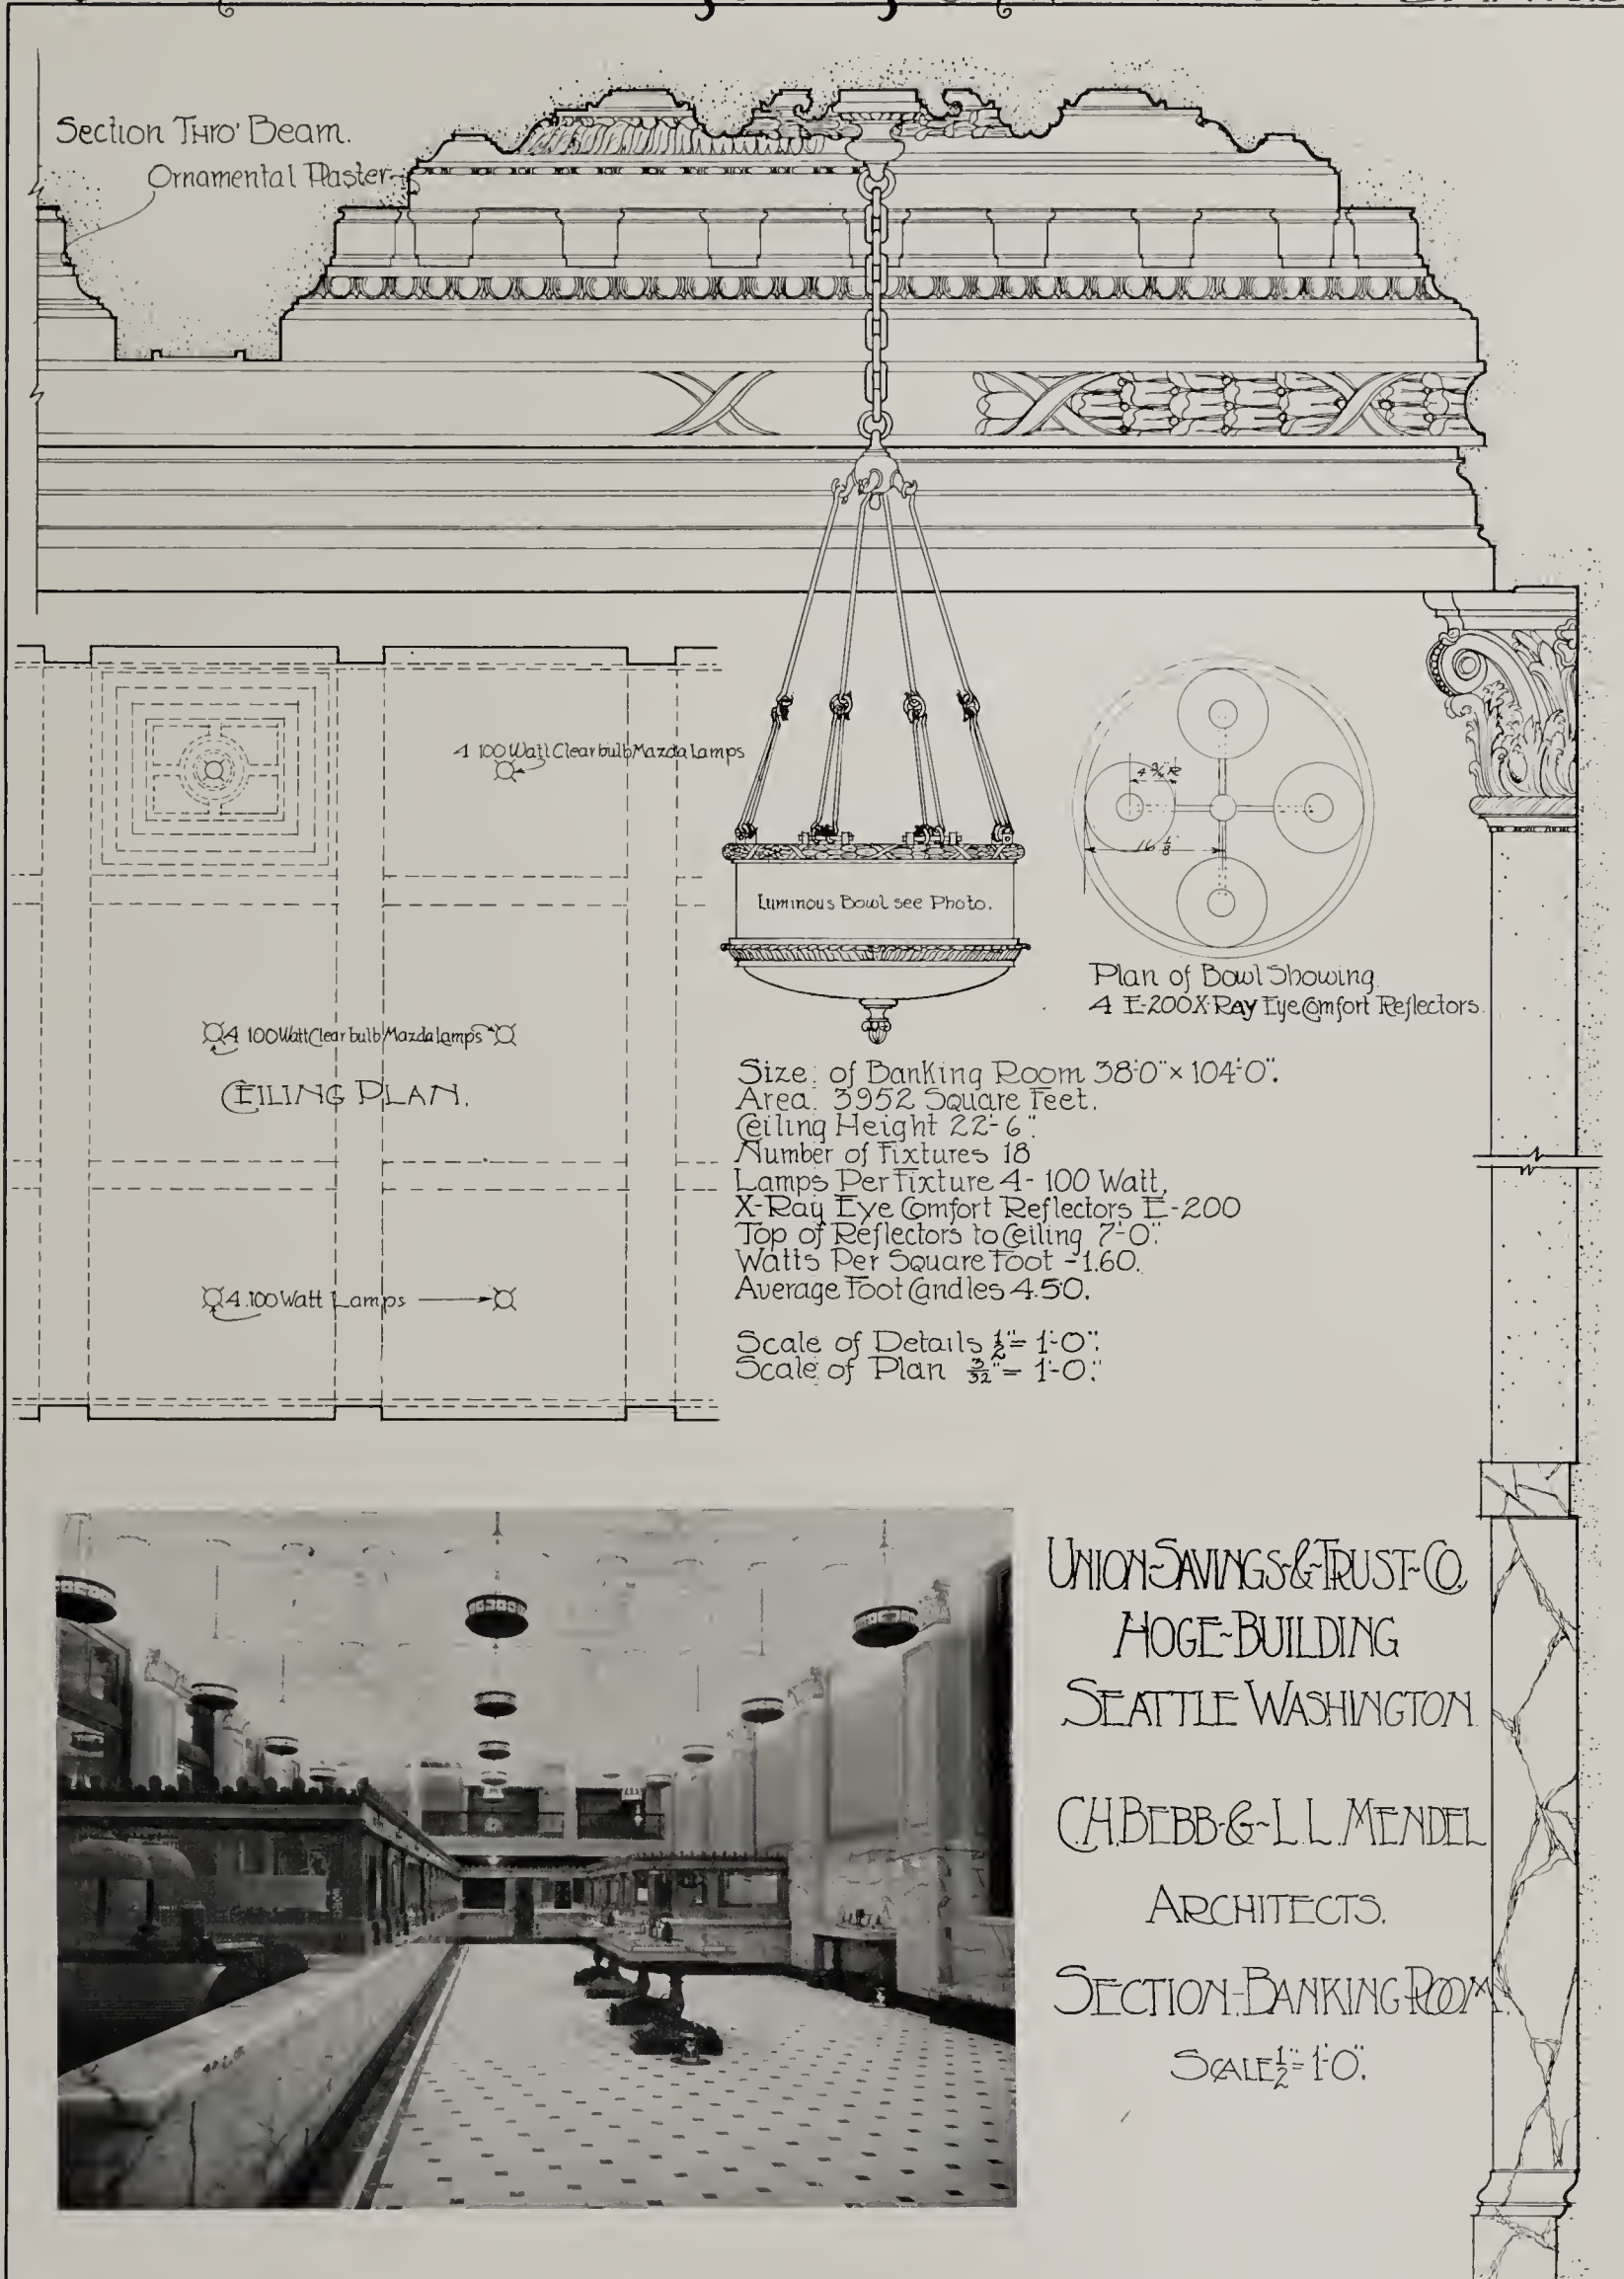 Section Thro' Beam.
Ornamental Plaster
4 100 Watt Clear bulb Mazda Lamps
Luminous Bowl see Photo.
16 1/8
Plan of Bowl Showing
4 E-200 X-Ray Eye Comfort Reflectors.
4 100 Watt Clear bulb Mazda Lamps
CEILING PLAN.
4.100 Watt Lamps
Size: of Banking Room 38'-0" x 104'-0".
Area: 3952 Square Feet.
Ceiling Height 22'-6".
Number of Fixtures 18
Lamps Per Fixture 4-100 Watt,
X-Ray Eye Comfort Reflectors E-200
Top of Reflectors to Ceiling 7'-0".
Watts Per Square Foot -1.60.
Average Foot Candles 4.50.
Scale of Details 1/2"= 1'-0".
Scale of Plan 3/32"= 1'-0".
UNION-SAVINGS-&-TRUST-CO.
HOGE-BUILDING
SEATTLE WASHINGTON.
C.H.BEBB-&-L.L.MENDEL
ARCHITECTS.
SECTION-BANKING ROOM.
SCALE 1/2"= 1'-0".